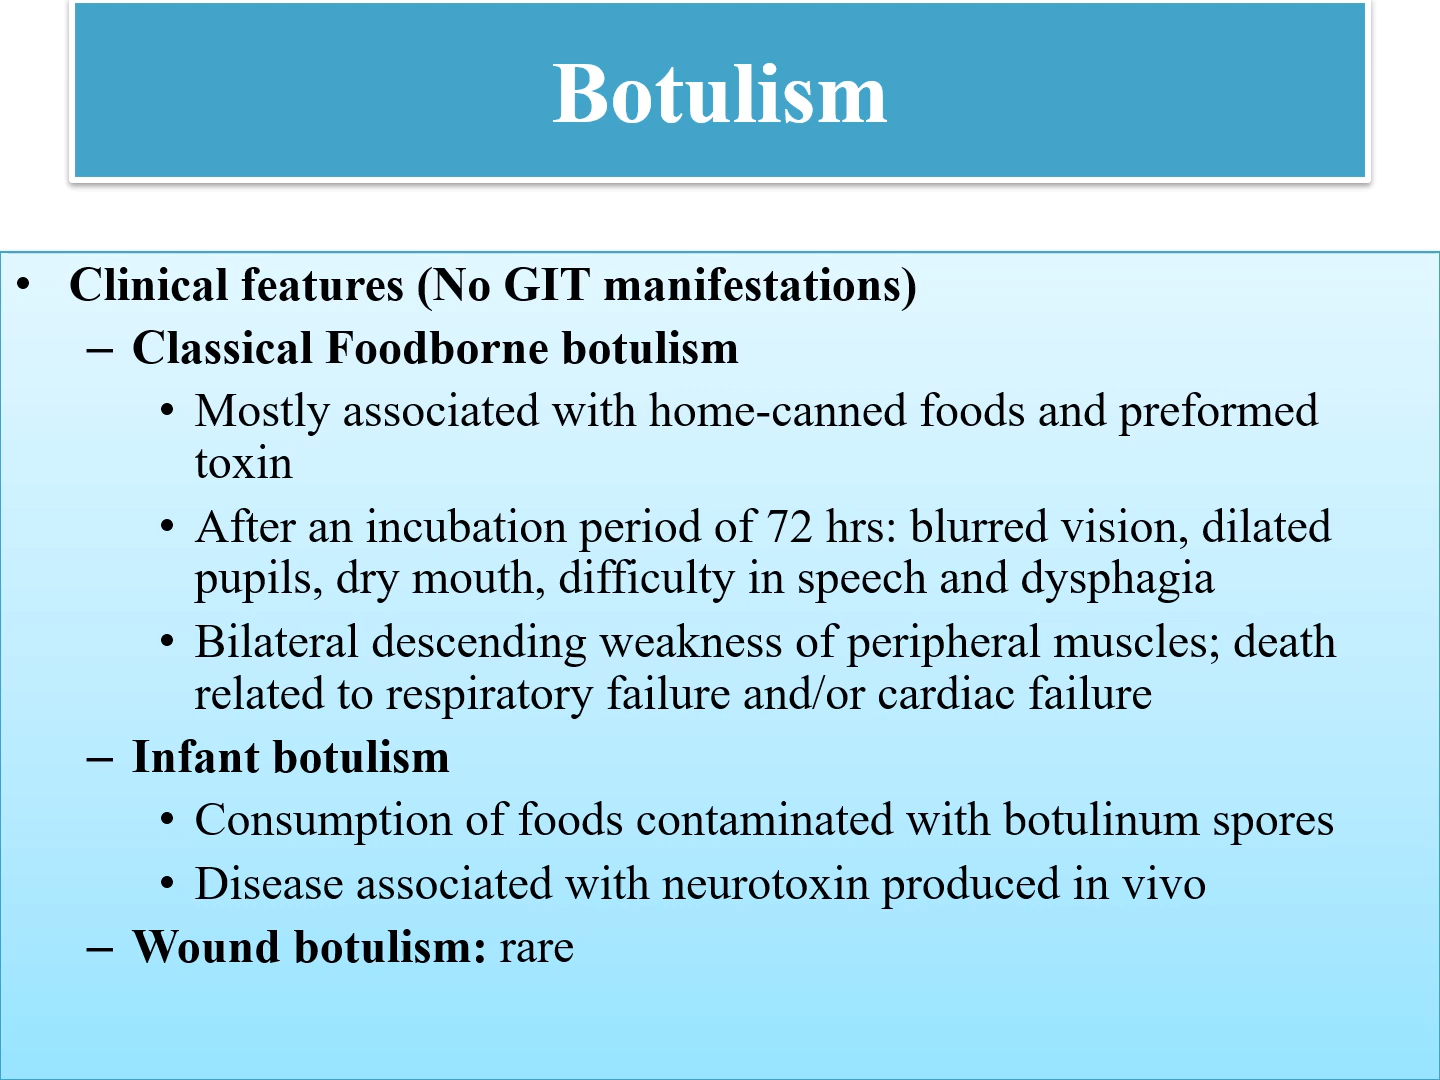 Botulism
• Clinical features (No GIT manifestations)
– Classical Foodborne botulism
• Mostly associated with home-canned foods and preformed
toxin
• After an incubation period of 72 hrs: blurred vision, dilated
pupils, dry mouth, difficulty in speech and dysphagia
• Bilateral descending weakness of peripheral muscles; death
related to respiratory failure and/or cardiac failure
– Infant botulism
• Consumption of foods contaminated with botulinum spores
• Disease associated with neurotoxin produced in vivo
– Wound botulism: rare